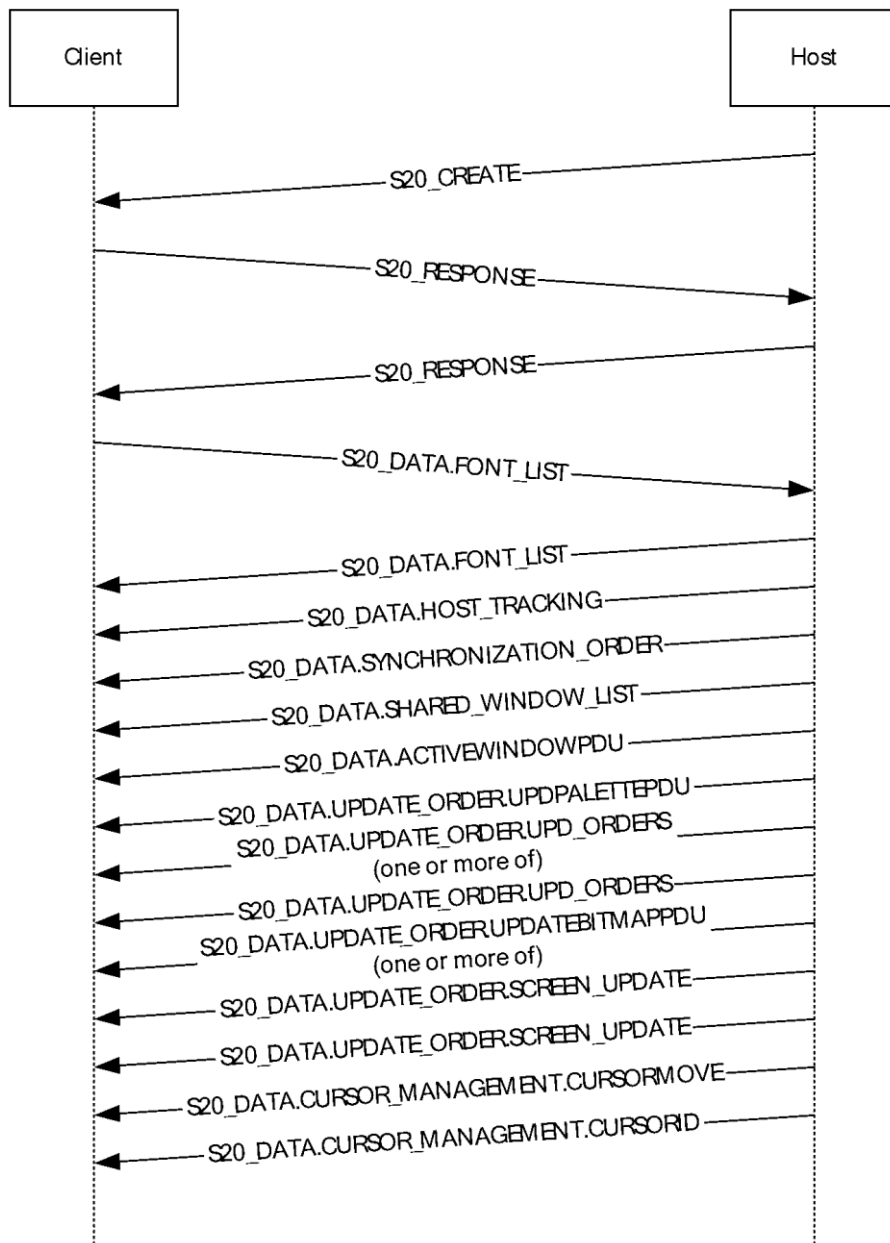 Client
Host
S20_CREATE
S20_RESPONSE
S20_RESPONSE
S20_DATA.FONT_LIST
S20_DATA.FONT_LIST
S20_DATA.HOST_TRACKING
S20_DATA.SYNCHRONIZATION_ORDER
S20_DATA.SHARED_WINDOW_LIST
S20_DATA.ACTIVEWINDOWPDU
S20_DATA.UPDATE_ORDER.UPDPALETTEPDU
S20_DATA.UPDATE_ORDER.UPD_ORDERS
(one or more of)
S20_DATA.UPDATE_ORDER.UPD_ORDERS
S20_DATA.UPDATE_ORDER.UPDATEBITMAPPDU
(one or more of)
S20_DATA.UPDATE_ORDER.SCREEN_UPDATE
S20_DATA.UPDATE_ORDER.SCREEN_UPDATE
S20_DATA.CURSOR_MANAGEMENT.CURSORMOVE
S20_DATA.CURSOR_MANAGEMENT.CURSORID